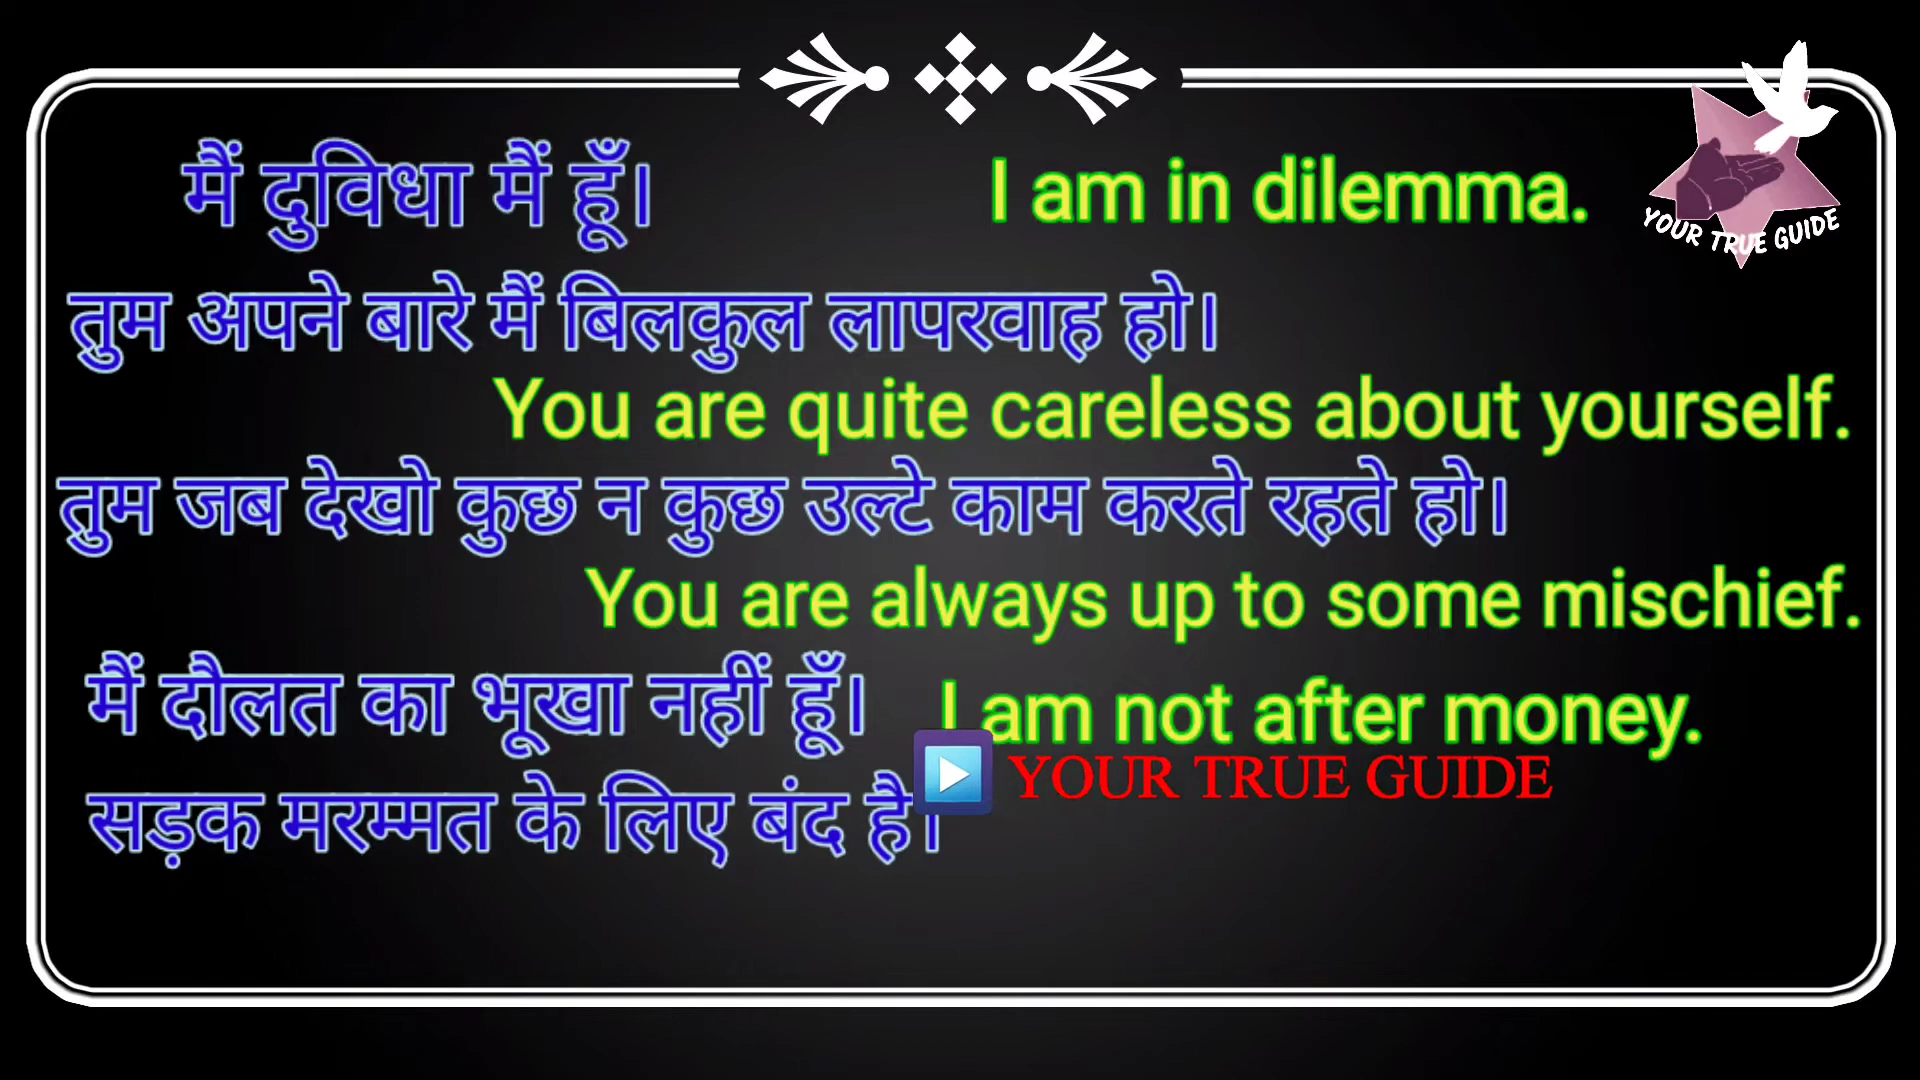 मैं दुविधा मैं हूँ।
I am in dilemma.
YOUR TRUE GUIDE
तुम अपने बारे मैं बिलकुल लापरवाह हो।
You are quite careless about yourself.
तुम जब देखो कुछ न कुछ उल्टे काम करते रहते हो।
You are always up to some mischief.
मैं दौलत का भूखा नहीं हूँ।
I am not after money.
YOUR TRUE GUIDE
सड़क मरम्मत के लिए बंद है।